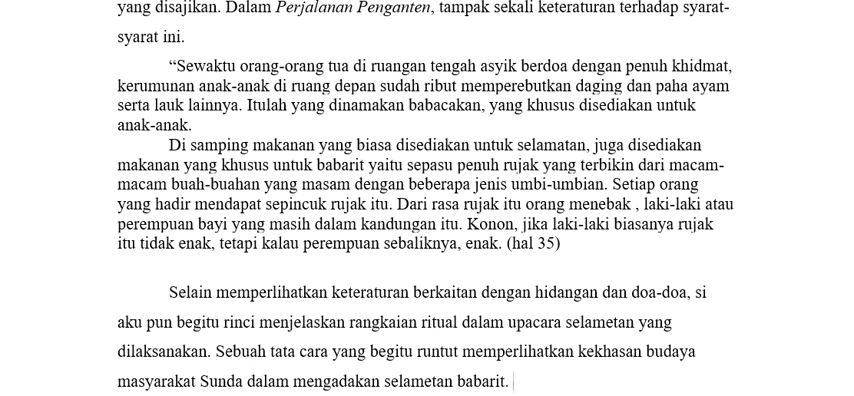 yang disajikan. Dalam Perjalanan Penganten, tampak sekali keteraturan terhadap syarat-
syarat ini.
“Sewaktu orang-orang tua di ruangan tengah asyik berdoa dengan penuh khidmat,
kerumunan anak-anak di ruang depan sudah ribut memperebutkan daging dan paha ayam
serta lauk lainnya. Itulah yang dinamakan babacakan, yang khusus disediakan untuk
anak-anak.
Di samping makanan yang biasa disediakan untuk selamatan, juga disediakan
makanan yang khusus untuk babarit yaitu sepasu penuh rujak yang terbikin dari macam-
macam buah-buahan yang masam dengan beberapa jenis umbi-umbian. Setiap orang
yang hadir mendapat sepincuk rujak itu. Dari rasa rujak itu orang menebak , laki-laki atau
perempuan bayi yang masih dalam kandungan itu. Konon, jika laki-laki biasanya rujak
itu tidak enak, tetapi kalau perempuan sebaliknya, enak. (hal 35)
Selain memperlihatkan keteraturan berkaitan dengan hidangan dan doa-doa, si
aku pun begitu rinci menjelaskan rangkaian ritual dalam upacara selametan yang
dilaksanakan. Sebuah tata cara yang begitu runtut memperlihatkan kekhasan budaya
masyarakat Sunda dalam mengadakan selametan babarit.